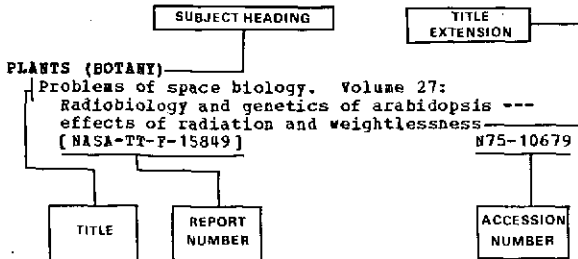 SUBJECT HEADING
TITLE
EXTENSION
PLANTS (BOTANY)
Problems of space biology. Volume 27:
Radiobiology and genetics of arabidopsis ---
effects of radiation and weightlessness
[NASA-TT-F-15849] N75-10679
TITLE
REPORT
NUMBER
ACCESSION
NUMBER